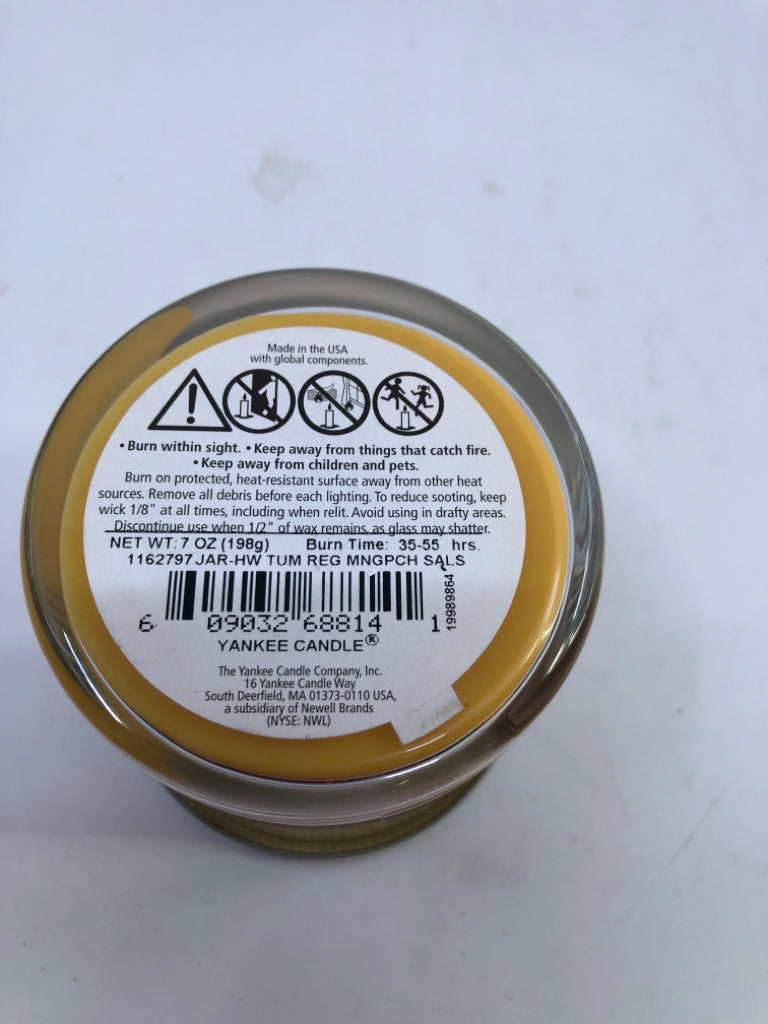 Made in the USA
with global components.
• Burn within sight. • Keep away from things that catch fire.
• Keep away from children and pets.
Burn on protected, heat-resistant surface away from other heat
sources. Remove all debris before each lighting. To reduce sooting, keep
wick 1/8" at all times, including when relit. Avoid using in drafty areas.
Discontinue use when 1/2" of wax remains, as glass may shatter.
NET WT: 7 OZ (198g) Burn Time: 35-55 hrs.
1162797 JAR-HW TUM REG MNGPCH SALS
6 09032 68814 1
19989864
YANKEE CANDLE®
The Yankee Candle Company, Inc.
16 Yankee Candle Way
South Deerfield, MA 01373-0110 USA,
a subsidiary of Newell Brands
(NYSE: NWL)